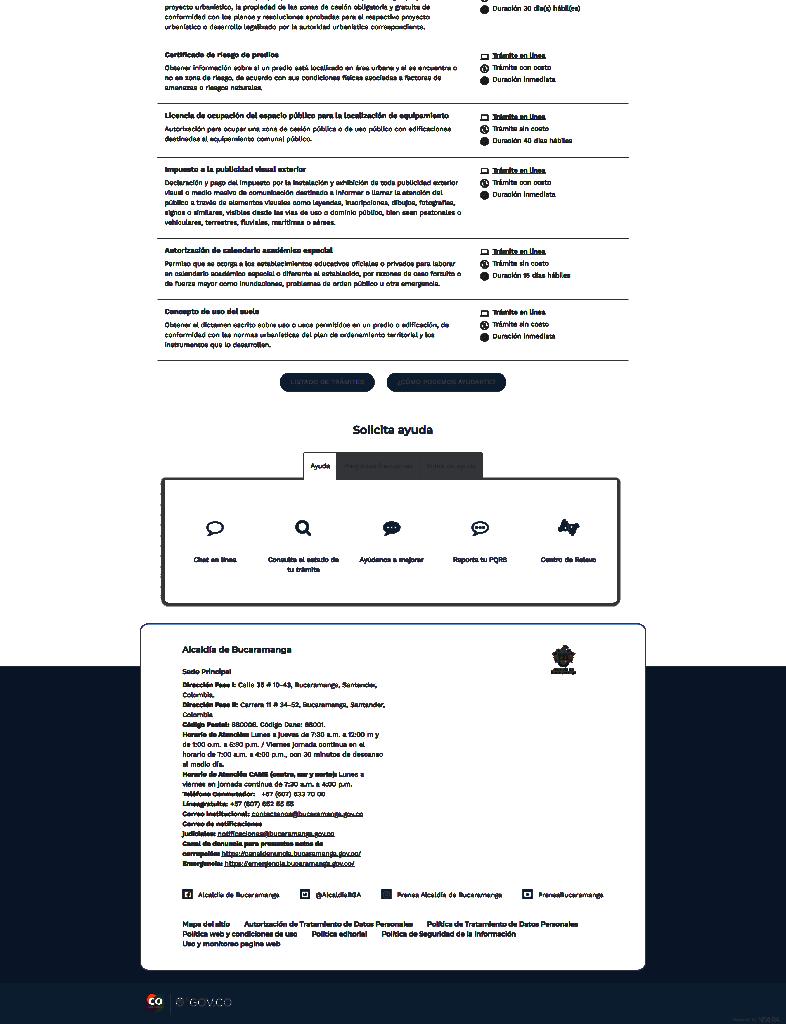 proyecto urbanístico, la propiedad de las zonas de cesión obligatoria y gratuita de
conformidad con los planos y resoluciones aprobadas para el respectivo proyecto
urbanístico o desarrollo legalizado por la autoridad urbanística correspondiente.
Duración 30 día(s) hábil(es)
Certificado de riesgo de predios
Obtener información sobre si un predio está localizado en área urbana y si se encuentra o
no en zona de riesgo, de acuerdo con sus condiciones físicas asociadas a factores de
amenazas o riesgos naturales.
Trámite en línea
Trámite con costo
Duración Inmediata
Licencia de ocupación del espacio público para la localización de equipamiento
Autorización para ocupar una zona de cesión pública o de uso público con edificaciones
destinadas al equipamiento comunal público.
Trámite en línea
Trámite sin costo
Duración 40 días hábiles
Impuesto a la publicidad visual exterior
Declaración y pago del impuesto por la instalación y exhibición de toda publicidad exterior
visual o medio masivo de comunicación destinado a informar o llamar la atención del
público a través de elementos visuales como leyendas, inscripciones, dibujos, fotografías,
signos o similares, visibles desde las vías de uso o dominio público, bien sean peatonales o
vehiculares, terrestres, fluviales, marítimas o aéreas.
Trámite en línea
Trámite con costo
Duración Inmediata
Autorización de calendario académico especial
Permiso que se otorga a los establecimientos educativos oficiales o privados para laborar
en calendario académico especial o diferente al establecido, por razones de caso fortuito o
de fuerza mayor como inundaciones, problemas de orden público u otra emergencia.
Trámite en línea
Trámite sin costo
Duración 15 días hábiles
Concepto de uso del suelo
Obtener el dictamen escrito sobre uso o usos permitidos en un predio o edificación, de
conformidad con las normas urbanísticas del plan de ordenamiento territorial y los
instrumentos que lo desarrollen.
Trámite en línea
Trámite sin costo
Duración Inmediata
LISTADO DE TRÁMITES ¿CÓMO PODEMOS AYUDARTE?
Solicita ayuda
Ayuda
Chat en línea
Consulta el estado de
tu trámite
Ayúdenos a mejorar
Reporta tu PQRS
Centro de Relevo
Alcaldía de Bucaramanga
Sede Principal
Dirección Fase I: Calle 35 # 10-43, Bucaramanga, Santander,
Colombia.
Dirección Fase II: Carrera 11 # 34-52, Bucaramanga, Santander,
Colombia
Código Postal: 680006. Código Dane: 68001.
Horario de Atención: Lunes a jueves de 7:30 a.m. a 12:00 m y
de 1:00 p.m. a 5:30 p.m. / Viernes jornada continua en el
horario de 7:00 a.m. a 4:00 p.m., con 30 minutos de descanso
al medio día.
Horario de Atención CAME (centro, sur y norte): Lunes a
viernes en jornada continua de 7:30 a.m. a 4:00 p.m.
Teléfono Conmutador: +57 (607) 633 70 00
Línea gratuita: +57 (607) 652 55 55
Correo Institucional: contactenos@bucaramanga.gov.co
Correo de notificaciones
judiciales: notificaciones@bucaramanga.gov.co
Canal de denuncia para presuntos actos de
corrupción: https://canaldenuncia.bucaramanga.gov.co/
Emergencia: https://emergencia.bucaramanga.gov.co/
Alcaldía de Bucaramanga @AlcaldiaBGA Prensa Alcaldía de Bucaramanga PrensaBucaramanga
Mapa del sitio Autorización de Tratamiento de Datos Personales Política de Tratamiento de Datos Personales
Política web y condiciones de uso Política editorial Política de Seguridad de la Información
Uso y monitoreo pagina web
CO GOV.CO